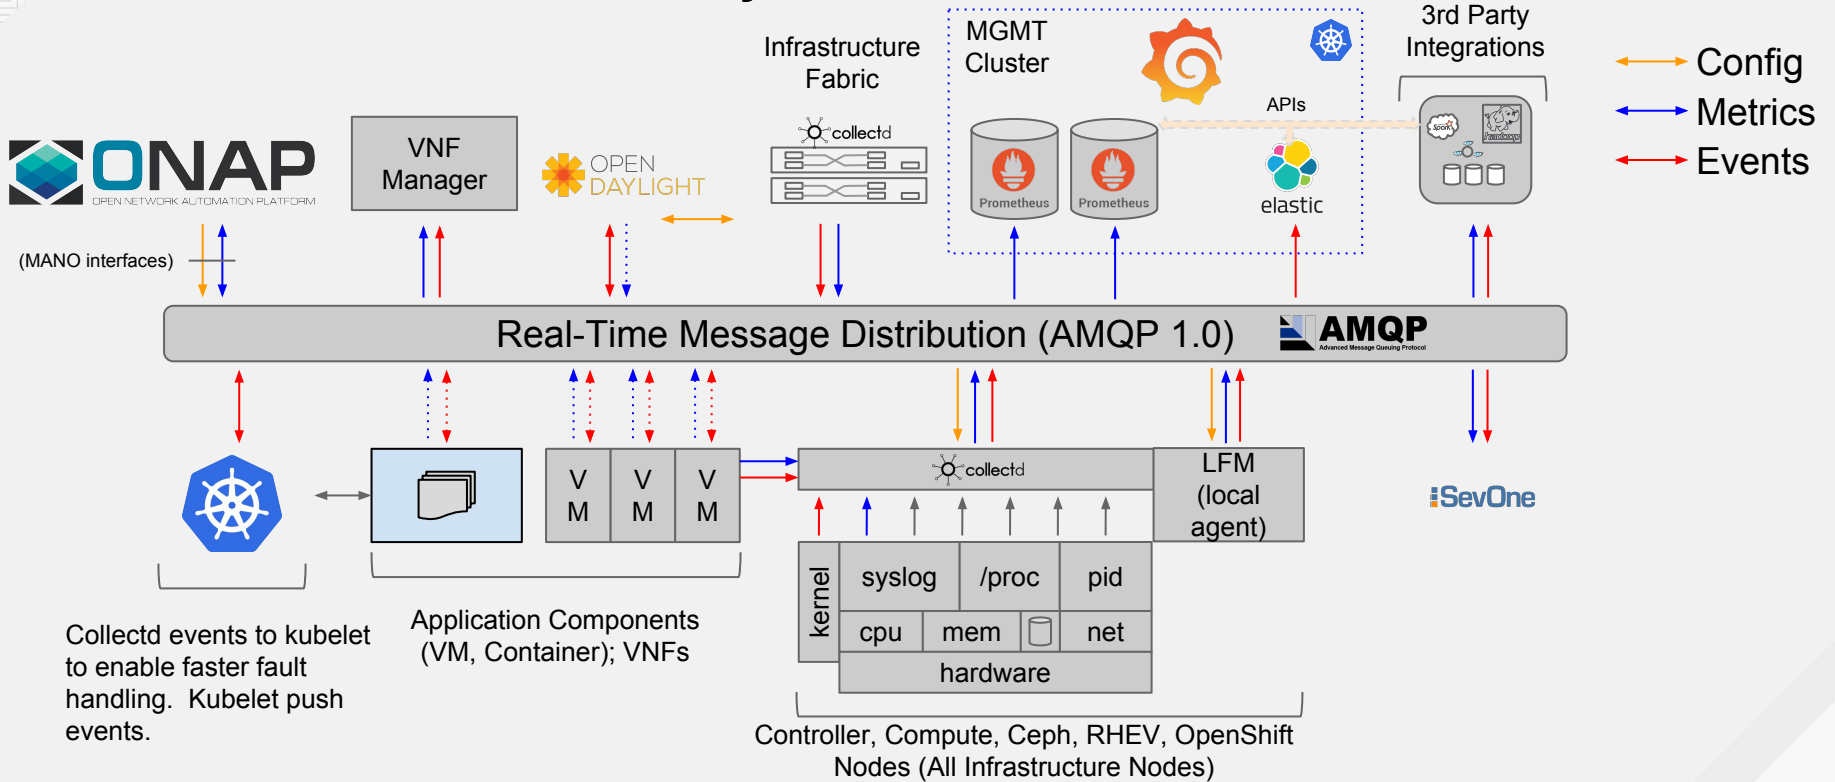 MGMT
Cluster
3rd Party
Integrations
Infrastructure
Fabric
APIs
Config
Metrics
Events
ONAP
OPEN NETWORK AUTOMATION PLATFORM
VNF
Manager
OPEN
DAYLIGHT
collectd
Prometheus
Prometheus
elastic
Spark
hadoop
(MANO interfaces)
Real-Time Message Distribution (AMQP 1.0)
AMQP
Advanced Message Queuing Protocol
V
M
V
M
V
M
collectd
LFM
(local
agent)
SevOne
kernel
syslog
/proc
pid
cpu
mem
net
hardware
Collectd events to kubelet
to enable faster fault
handling. Kubelet push
events.
Application Components
(VM, Container); VNFs
Controller, Compute, Ceph, RHEV, OpenShift
Nodes (All Infrastructure Nodes)